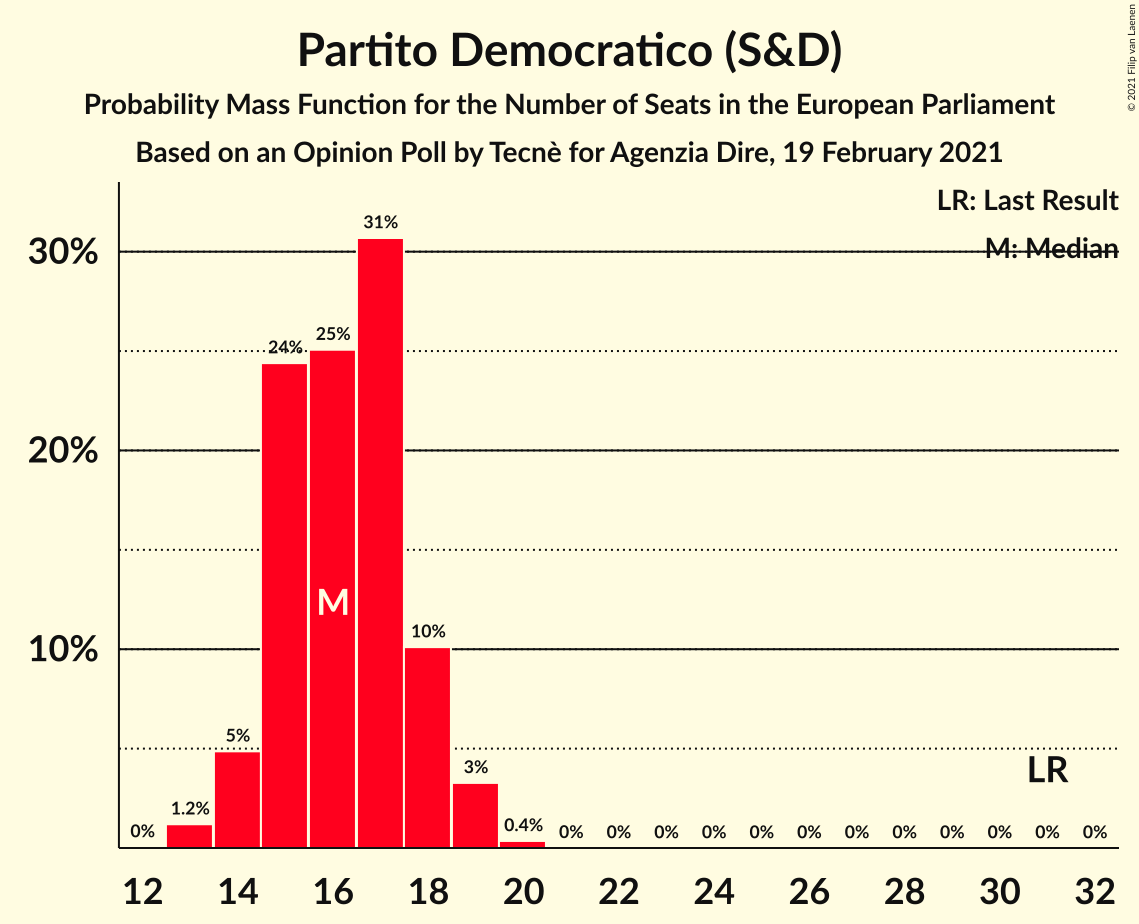 Partito Democratico (S&D)
Probability Mass Function for the Number of Seats in the European Parliament
Based on an Opinion Poll by Tecnè for Agenzia Dire, 19 February 2021
© 2021 Filip van Laenen
LR: Last Result
M: Median
30%
20%
10%
0% 1.2% 5% 24% 25% 31% 10% 3% 0.4% 0% 0% 0% 0% 0% 0% 0% 0% 0% 0% 0% 0%
M
LR
12 14 16 18 20 22 24 26 28 30 32